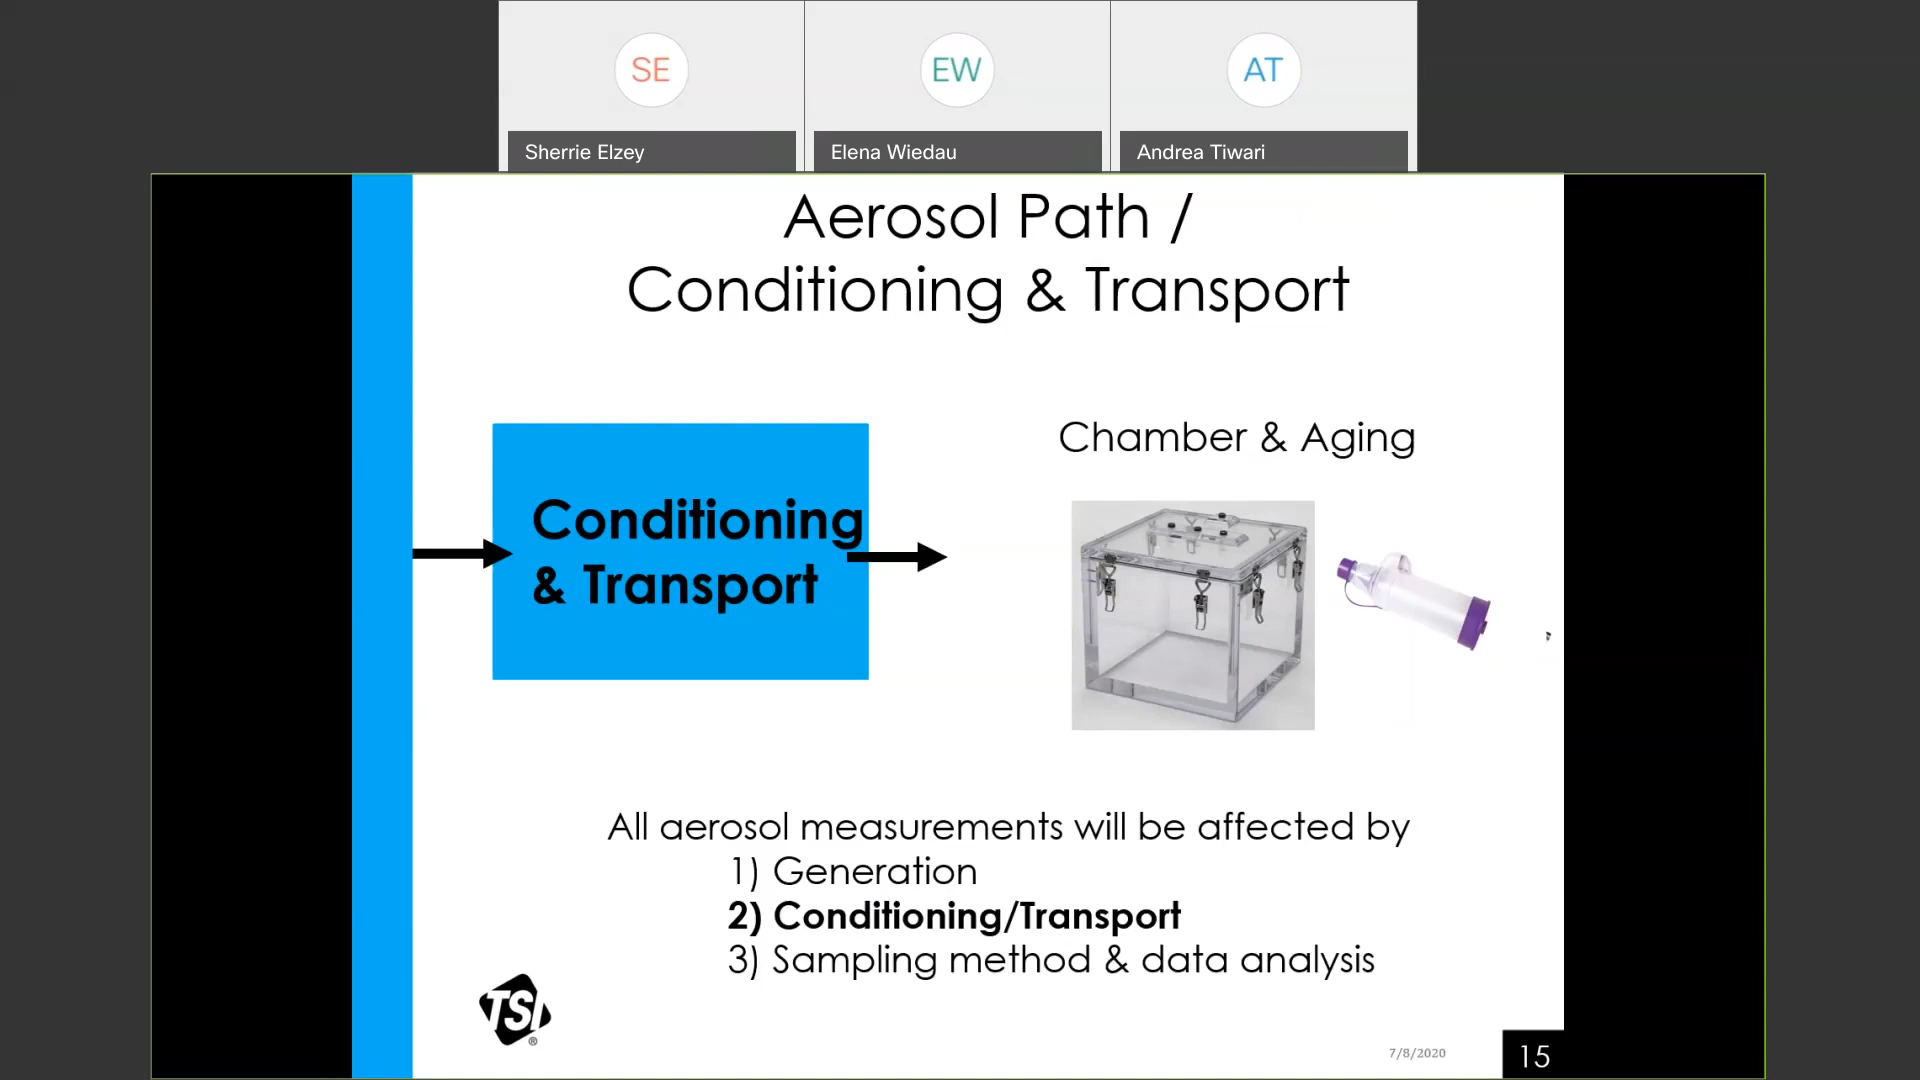 SE
EW
AT
Sherrie Elzey
Elena Wiedau
Andrea Tiwari
Aerosol Path /
Conditioning & Transport
Chamber & Aging
Conditioning
& Transport
All aerosol measurements will be affected by
1) Generation
2) Conditioning/Transport
3) Sampling method & data analysis
TSI®
7/8/2020
15